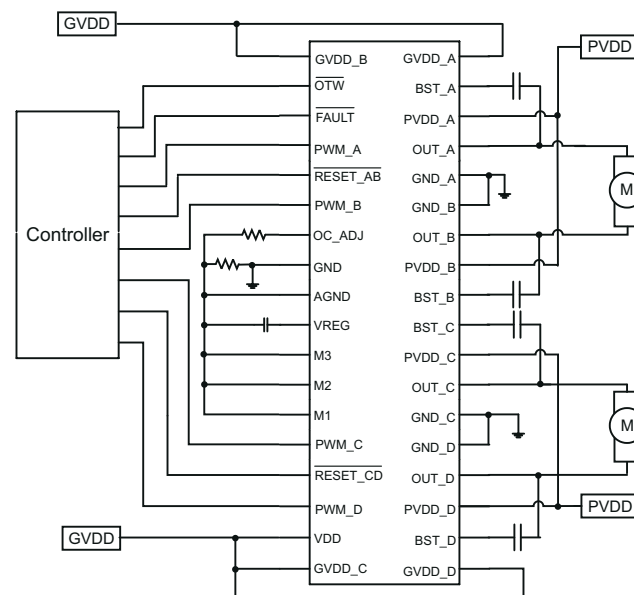 GVDD
PVDD
GVDD_B
GVDD_A
OTW
BST_A
FAULT
PVDD_A
PWM_A
OUT_A
RESET_AB
GND_A
M
PWM_B
GND_B
Controller
OC_ADJ
OUT_B
GND
PVDD_B
AGND
BST_B
VREG
BST_C
M3
PVDD_C
M2
OUT_C
M1
GND_C
M
PWM_C
GND_D
RESET_CD
OUT_D
PWM_D
PVDD_D
PVDD
GVDD
VDD
BST_D
GVDD_C
GVDD_D